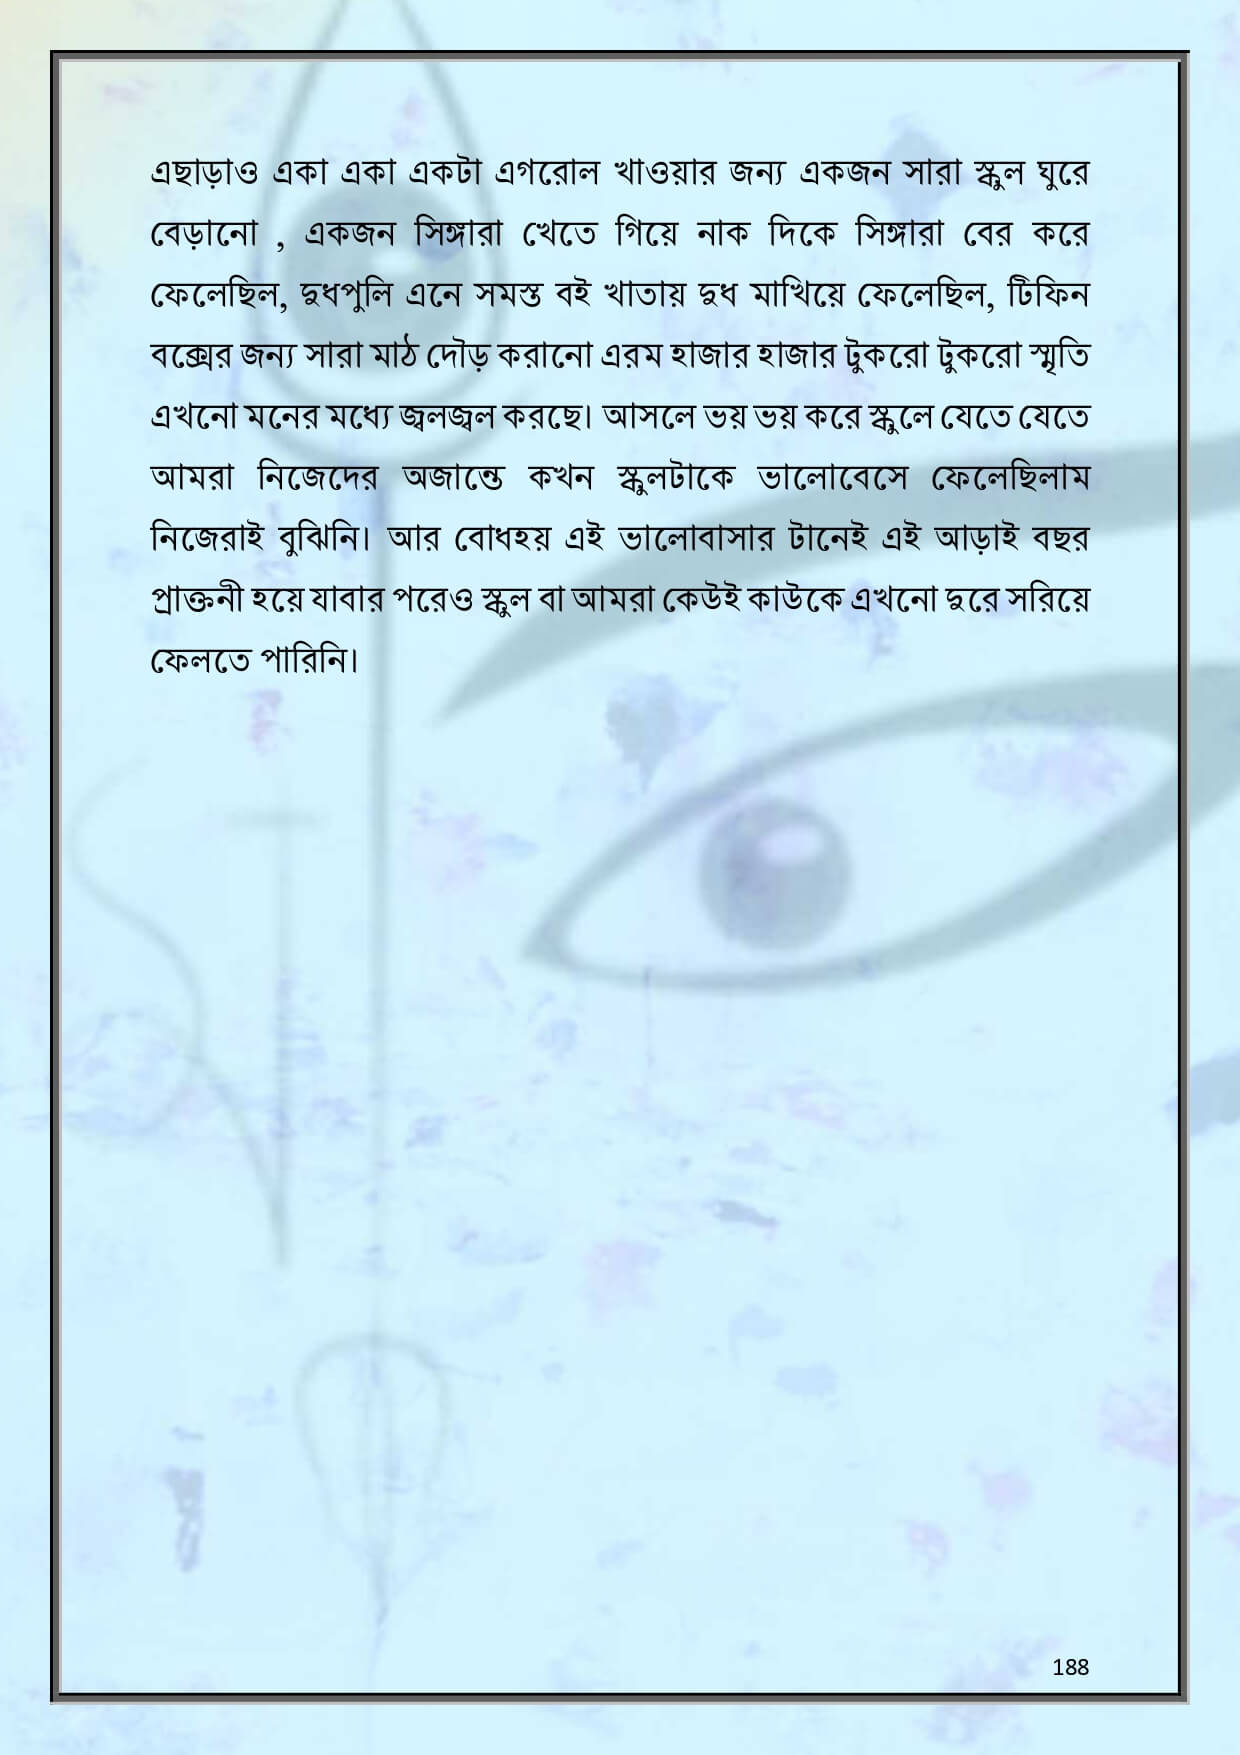 এছাড়াও একা একা একটা এগরোল খাওয়ার জন্য একজন সারা স্কুল ঘুরে
বেড়ানো , একজন সিঙ্গারা খেতে গিয়ে নাক দিকে সিঙ্গারা বের করে
ফেলেছিল, দুধপুলি এনে সমস্ত বই খাতায় দুধ মাখিয়ে ফেলেছিল, টিফিন
বক্সের জন্য সারা মাঠ দৌড় করানো এরম হাজার হাজার টুকরো টুকরো স্মৃতি
এখনো মনের মধ্যে জ্বলজ্বল করছে। আসলে ভয় ভয় করে স্কুলে যেতে যেতে
আমরা নিজেদের অজান্তে কখন স্কুলটাকে ভালোবেসে ফেলেছিলাম
নিজেরাই বুঝিনি। আর বোধহয় এই ভালোবাসার টানেই এই আড়াই বছর
প্রাক্তনী হয়ে যাবার পরেও স্কুল বা আমরা কেউই কাউকে এখনো দুরে সরিয়ে
ফেলতে পারিনি।
188